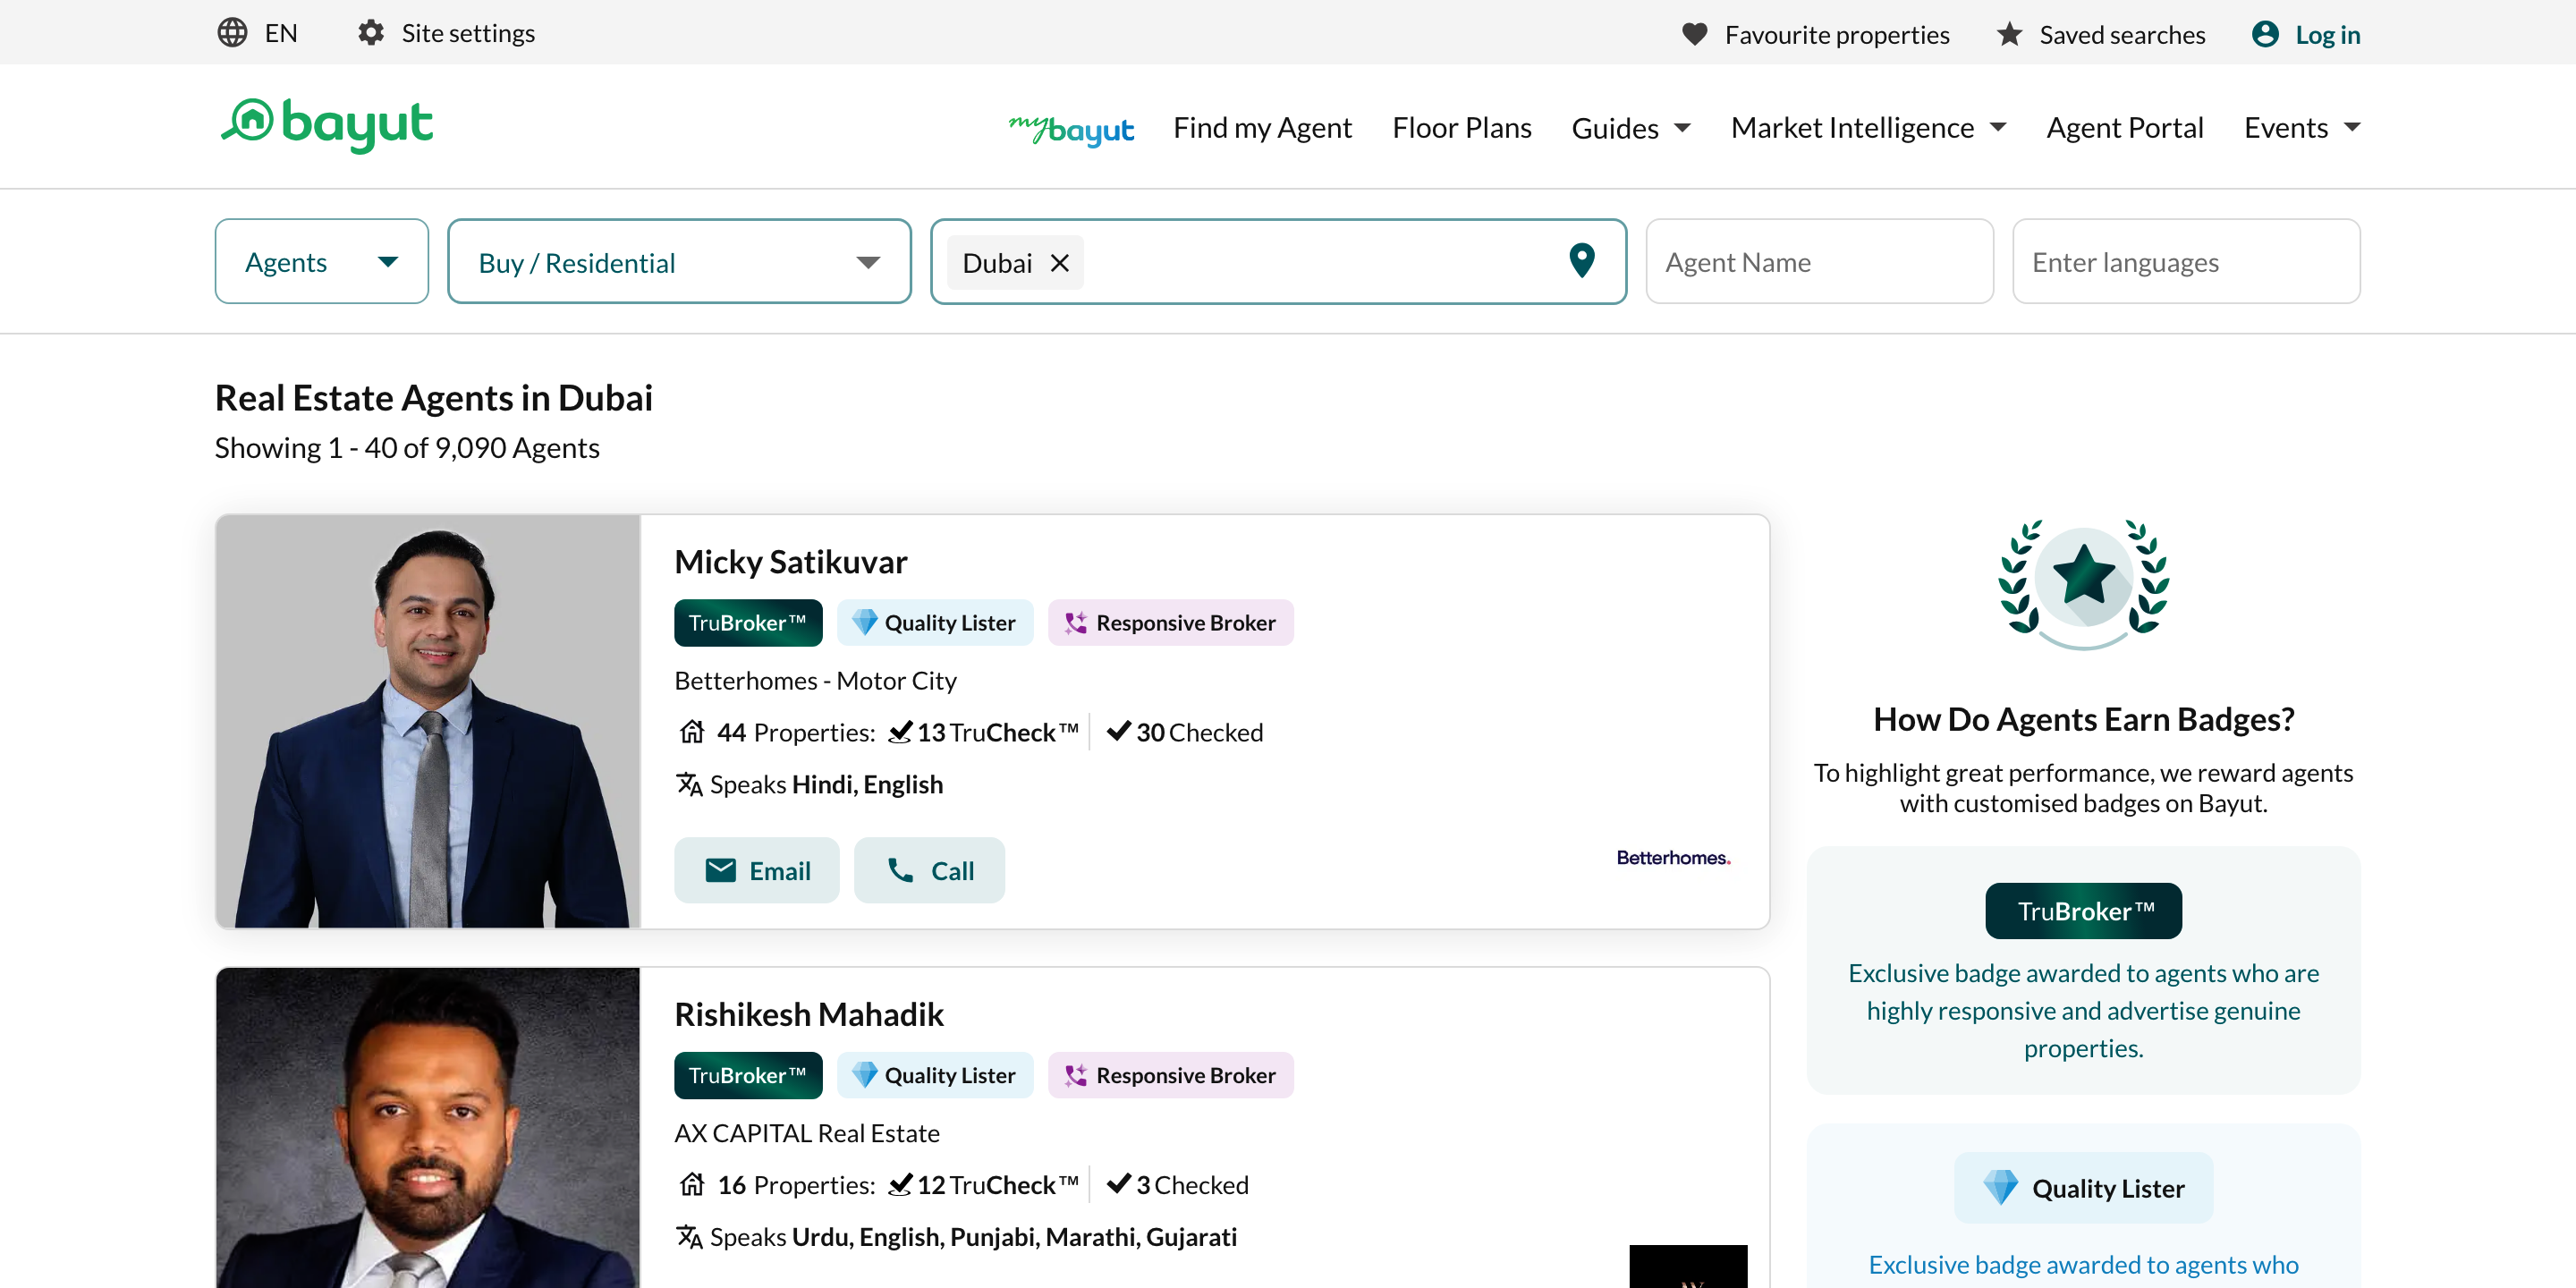 EN
Site settings
Favourite properties
Saved searches
Log in
bayut
mybayut
Find my Agent
Floor Plans
Guides
Market Intelligence
Agent Portal
Events
Agents
Buy / Residential
Dubai
Agent Name
Enter languages
Real Estate Agents in Dubai
Showing 1 - 40 of 9,090 Agents
Micky Satikuvar
TruBroker™
Quality Lister
Responsive Broker
Betterhomes - Motor City
44 Properties: 13 TruCheck™ 30 Checked
Speaks Hindi, English
Email
Call
Betterhomes.
Rishikesh Mahadik
TruBroker™
Quality Lister
Responsive Broker
AX CAPITAL Real Estate
16 Properties: 12 TruCheck™ 3 Checked
Speaks Urdu, English, Punjabi, Marathi, Gujarati
How Do Agents Earn Badges?
To highlight great performance, we reward agents
with customised badges on Bayut.
TruBroker™
Exclusive badge awarded to agents who are
highly responsive and advertise genuine
properties.
Quality Lister
Exclusive badge awarded to agents who